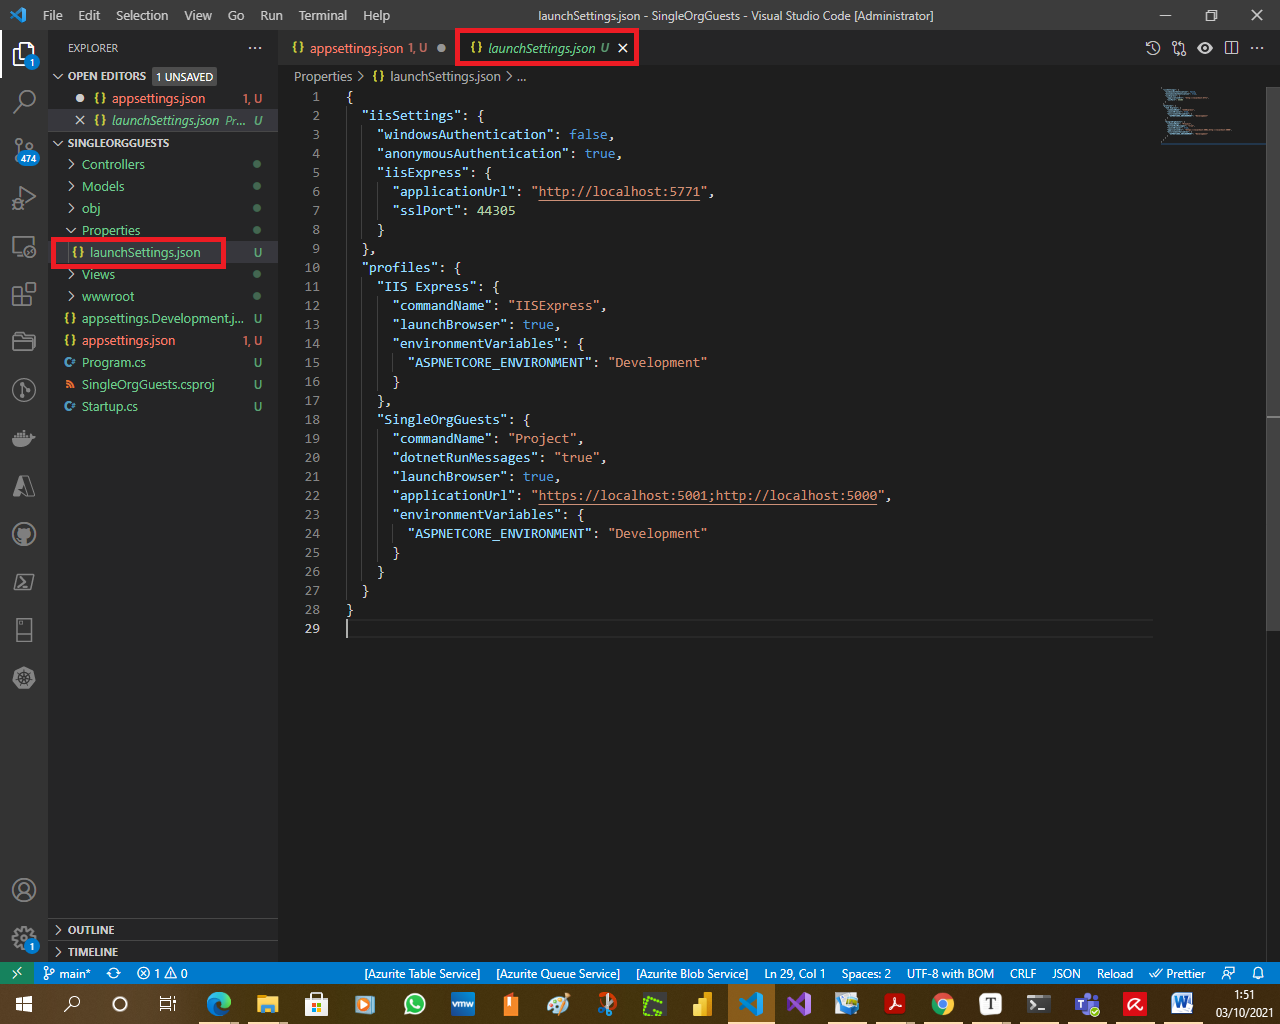 File Edit Selection View Go Run Terminal Help launchSettings.json - SingleOrgGuests - Visual Studio Code [Administrator]
EXPLORER
appsettings.json 1, U
launchSettings.json U
OPEN EDITORS 1 UNSAVED
appsettings.json 1, U
launchSettings.json Pr... U
SINGLEORGGUESTS
Controllers
Models
obj
Properties
launchSettings.json U
Views
wwwroot
appsettings.Development.j... U
appsettings.json 1, U
Program.cs U
SingleOrgGuests.csproj U
Startup.cs U
OUTLINE
TIMELINE
1
474
1
Properties > launchSettings.json > ...
1 {
2 "iisSettings": {
3 "windowsAuthentication": false,
4 "anonymousAuthentication": true,
5 "iisExpress": {
6 "applicationUrl": "http://localhost:5771",
7 "sslPort": 44305
8 }
9 },
10 "profiles": {
11 "IIS Express": {
12 "commandName": "IISExpress",
13 "launchBrowser": true,
14 "environmentVariables": {
15 "ASPNETCORE_ENVIRONMENT": "Development"
16 }
17 },
18 "SingleOrgGuests": {
19 "commandName": "Project",
20 "dotnetRunMessages": "true",
21 "launchBrowser": true,
22 "applicationUrl": "https://localhost:5001;http://localhost:5000",
23 "environmentVariables": {
24 "ASPNETCORE_ENVIRONMENT": "Development"
25 }
26 }
27 }
28 }
29
main* 1 0 [Azurite Table Service] [Azurite Queue Service] [Azurite Blob Service] Ln 29, Col 1 Spaces: 2 UTF-8 with BOM CRLF JSON Reload Prettier
vmw
T
1:51
03/10/2021